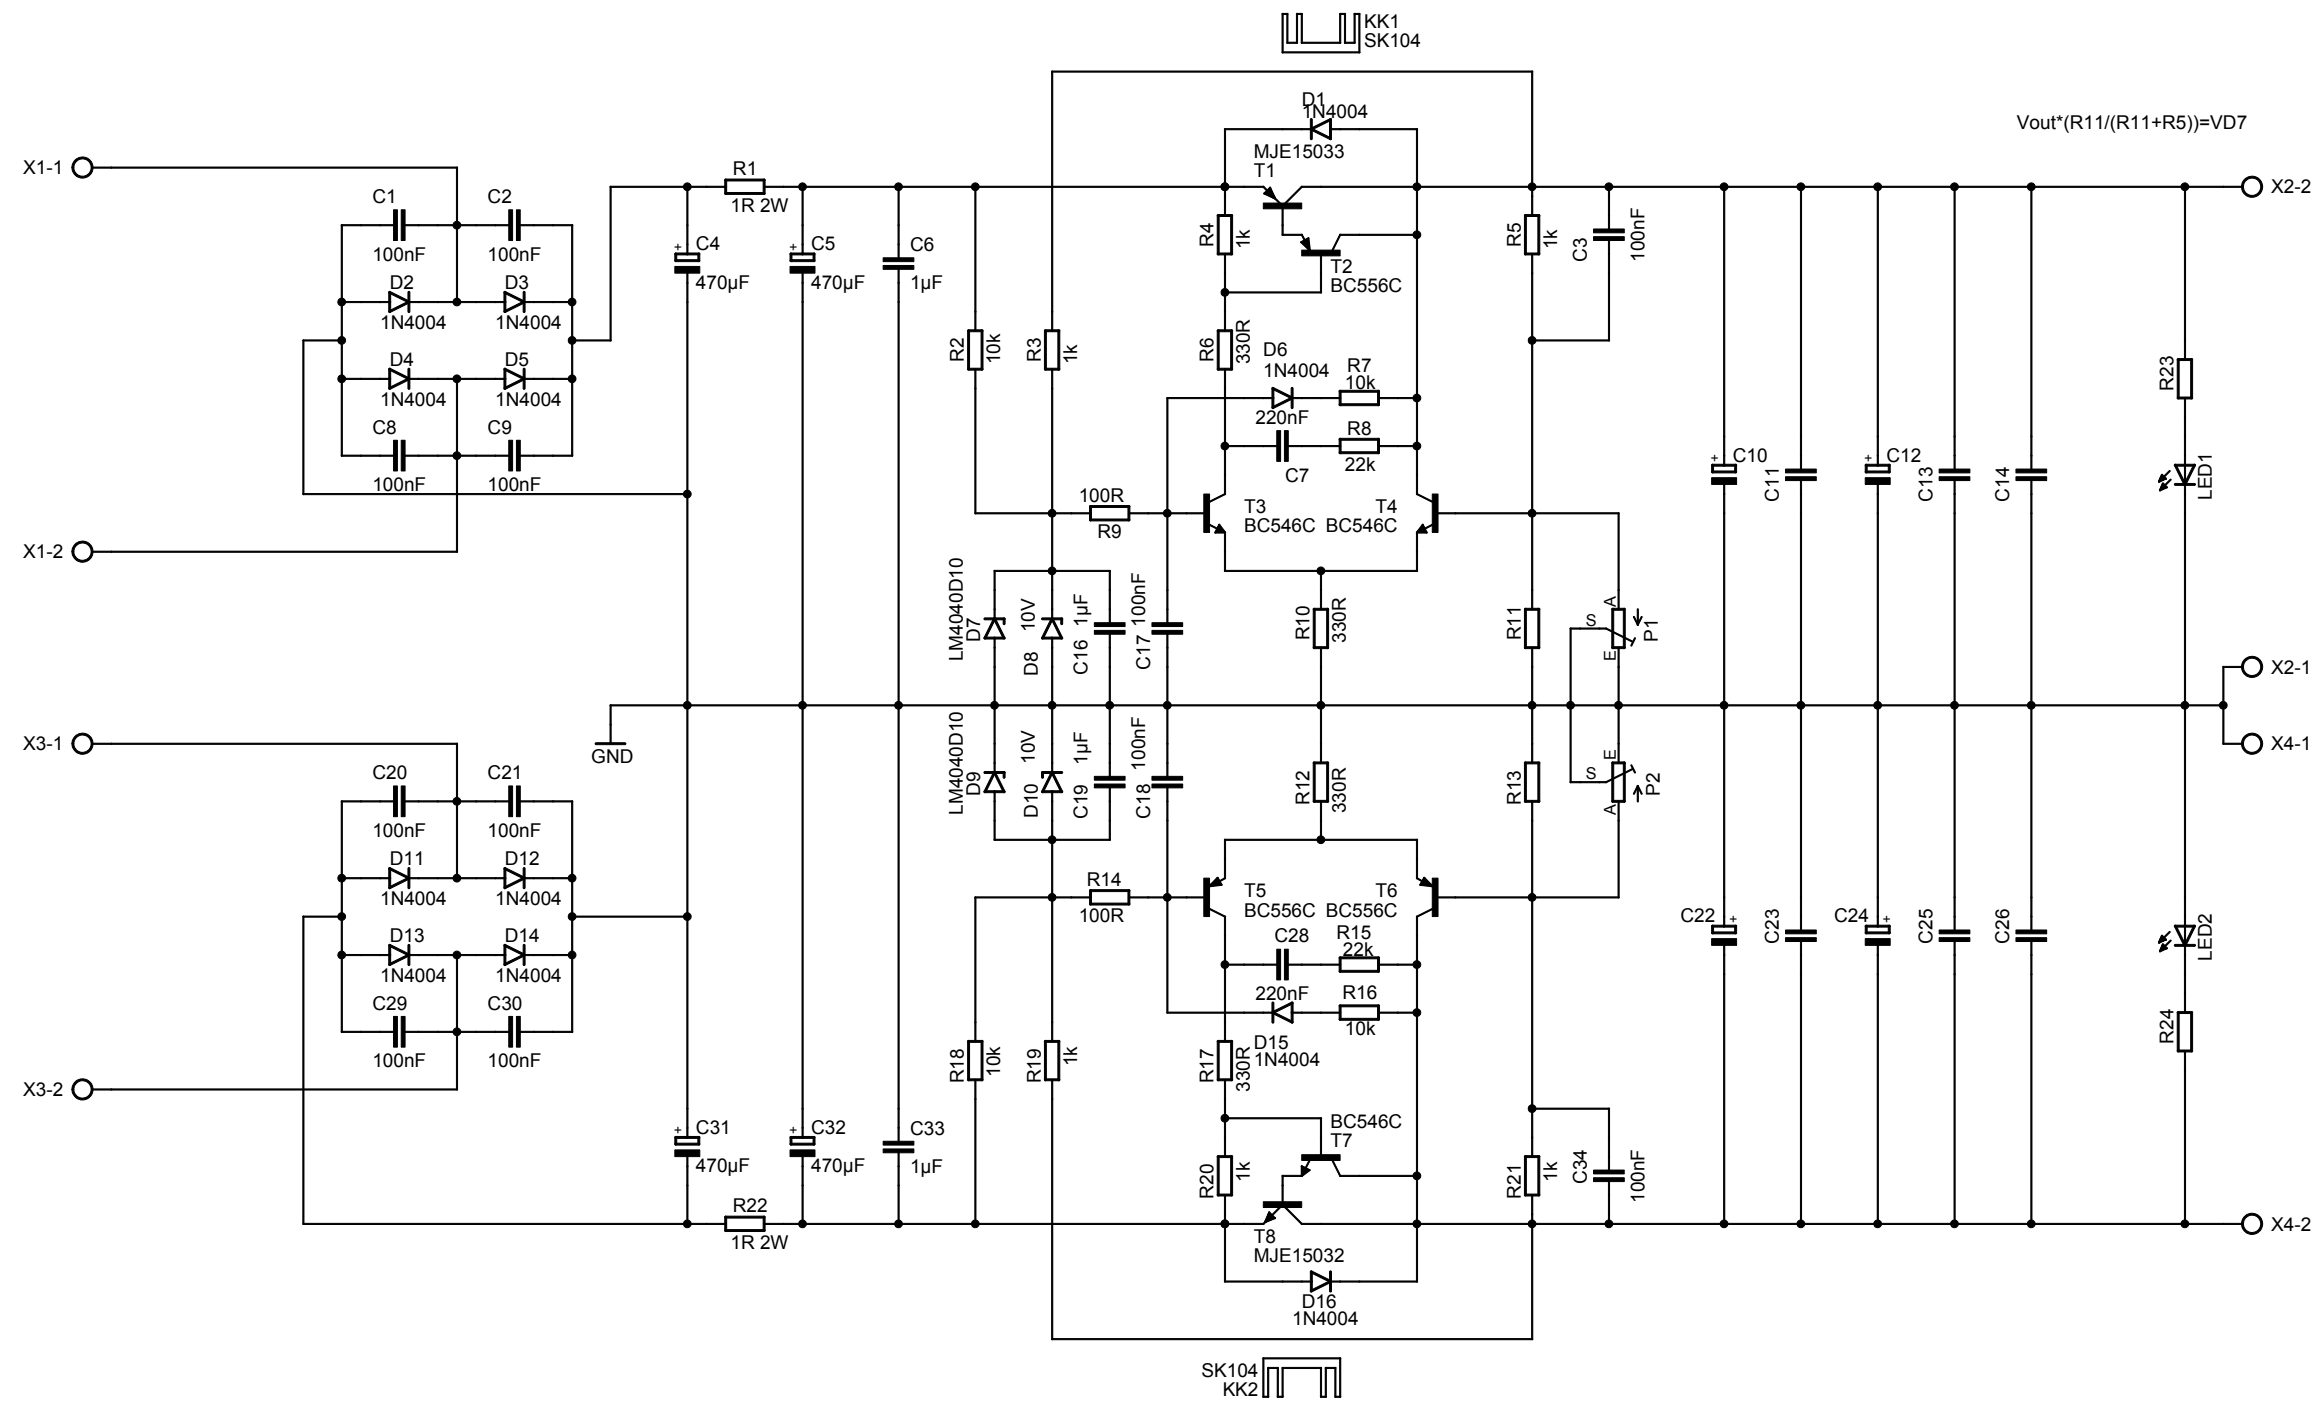 KK1
SK104
D1
1N4004
Vout*(R11/(R11+R5))=VD7
MJE15033
T1
X1-1
R1
1R 2W
X2-2
C1
100nF
C2
100nF
D2
1N4004
D3
1N4004
D4
1N4004
D5
1N4004
C8
100nF
C9
100nF
X1-2
+
C4
470µF
+
C5
470µF
C6
1µF
R4
1k
T2
BC556C
R5
1k
C3
100nF
R2
10k
R3
1k
R6
330R
D6
1N4004
R7
10k
220nF
C7
R8
22k
R23
LED1
+
C10
C11
+
C12
C13
C14
100R
R9
T3
BC546C
T4
BC546C
LM4040D10
D7
10V
D8
1µF
C16
100nF
C17
R10
330R
R11
A
S
E
P1
X2-1
GND
X4-1
LM4040D10
D9
10V
D10
1µF
C19
100nF
C18
R12
330R
R13
E
S
A
P2
X3-1
C20
100nF
C21
100nF
D11
1N4004
D12
1N4004
D13
1N4004
D14
1N4004
C29
100nF
C30
100nF
X3-2
R14
100R
T5
BC556C
T6
BC556C
C28
220nF
R15
22k
R16
10k
D15
1N4004
R18
10k
R19
1k
R17
330R
C22
+
C23
C24
+
C25
C26
LED2
R24
+
C31
470µF
+
C32
470µF
C33
1µF
BC546C
T7
R20
1k
R21
1k
C34
100nF
R22
1R 2W
T8
MJE15032
X4-2
D16
1N4004
SK104
KK2